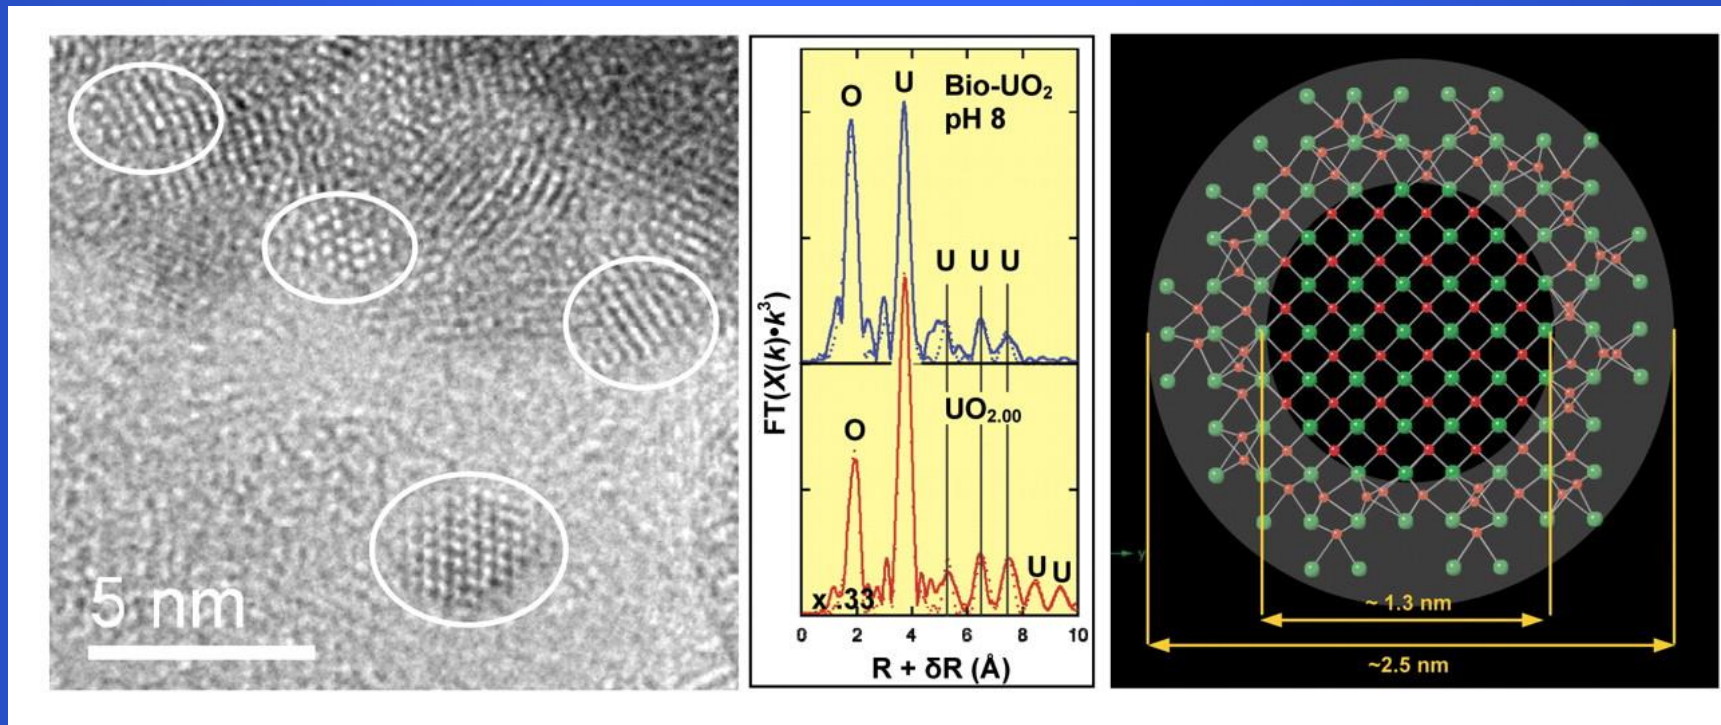 5 nm
O
U
Bio-UO₂
pH 8
U U U
UO₂.₀₀
O
U U
x .33
0 2 4 6 8 10
R + δR (Å)
FT(X(k)•k³)
y
~ 1.3 nm
~2.5 nm